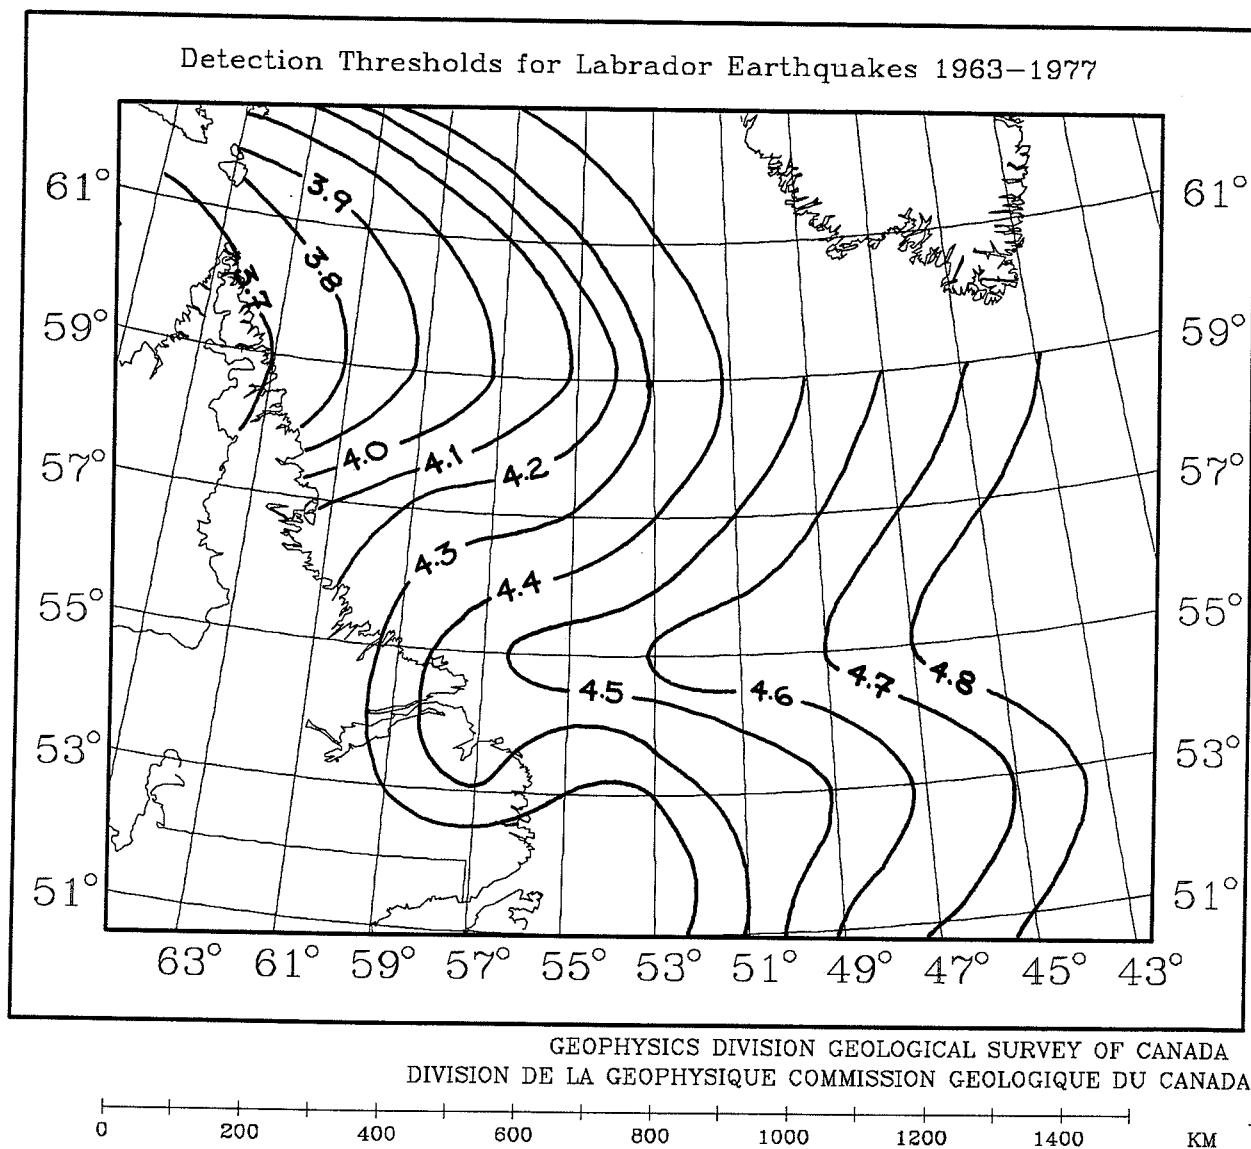 Detection Thresholds for Labrador Earthquakes 1963–1977
61° 61°
3.9
3.8
3.7
59° 59°
4.0 4.1 4.2
57° 57°
4.3
4.4
55° 55°
4.5 4.6 4.7 4.8
53° 53°
51° 51°
63° 61° 59° 57° 55° 53° 51° 49° 47° 45° 43°
GEOPHYSICS DIVISION GEOLOGICAL SURVEY OF CANADA
DIVISION DE LA GEOPHYSIQUE COMMISSION GEOLOGIQUE DU CANADA
0 200 400 600 800 1000 1200 1400 KM